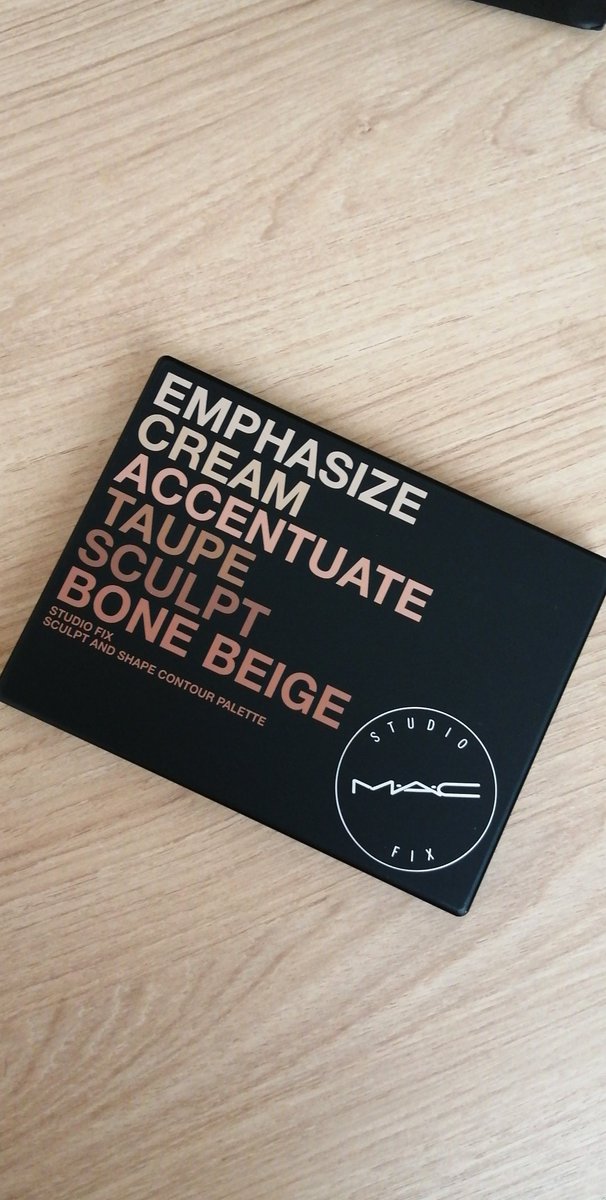 EMPHASIZE
CREAM
ACCENTUATE
TAUPE
SCULPT
BONE BEIGE
STUDIO FIX
SCULPT AND SHAPE CONTOUR PALETTE
STUDIO
M·A·C
FIX